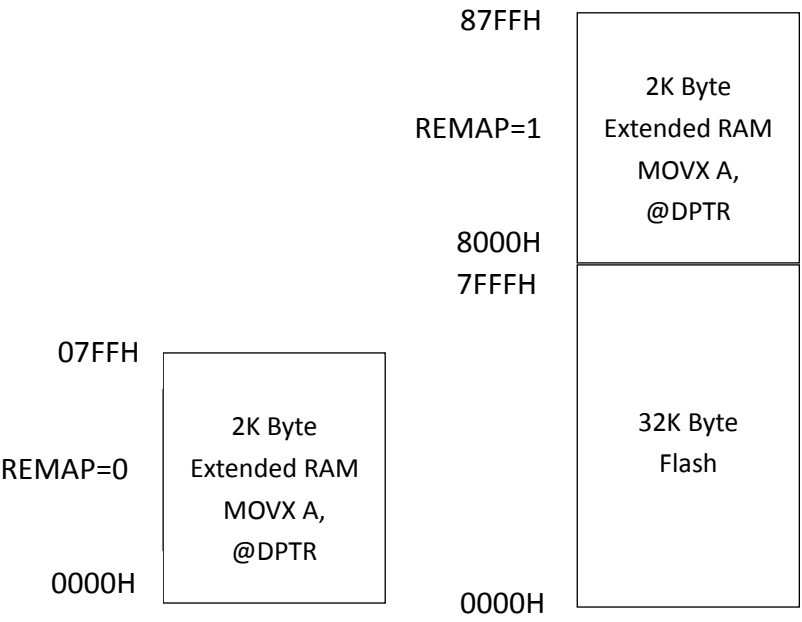 87FFH
2K Byte
REMAP=1
Extended RAM
MOVX A,
@DPTR
8000H
7FFFH
07FFH
2K Byte
32K Byte
REMAP=0
Extended RAM
Flash
MOVX A,
@DPTR
0000H
0000H